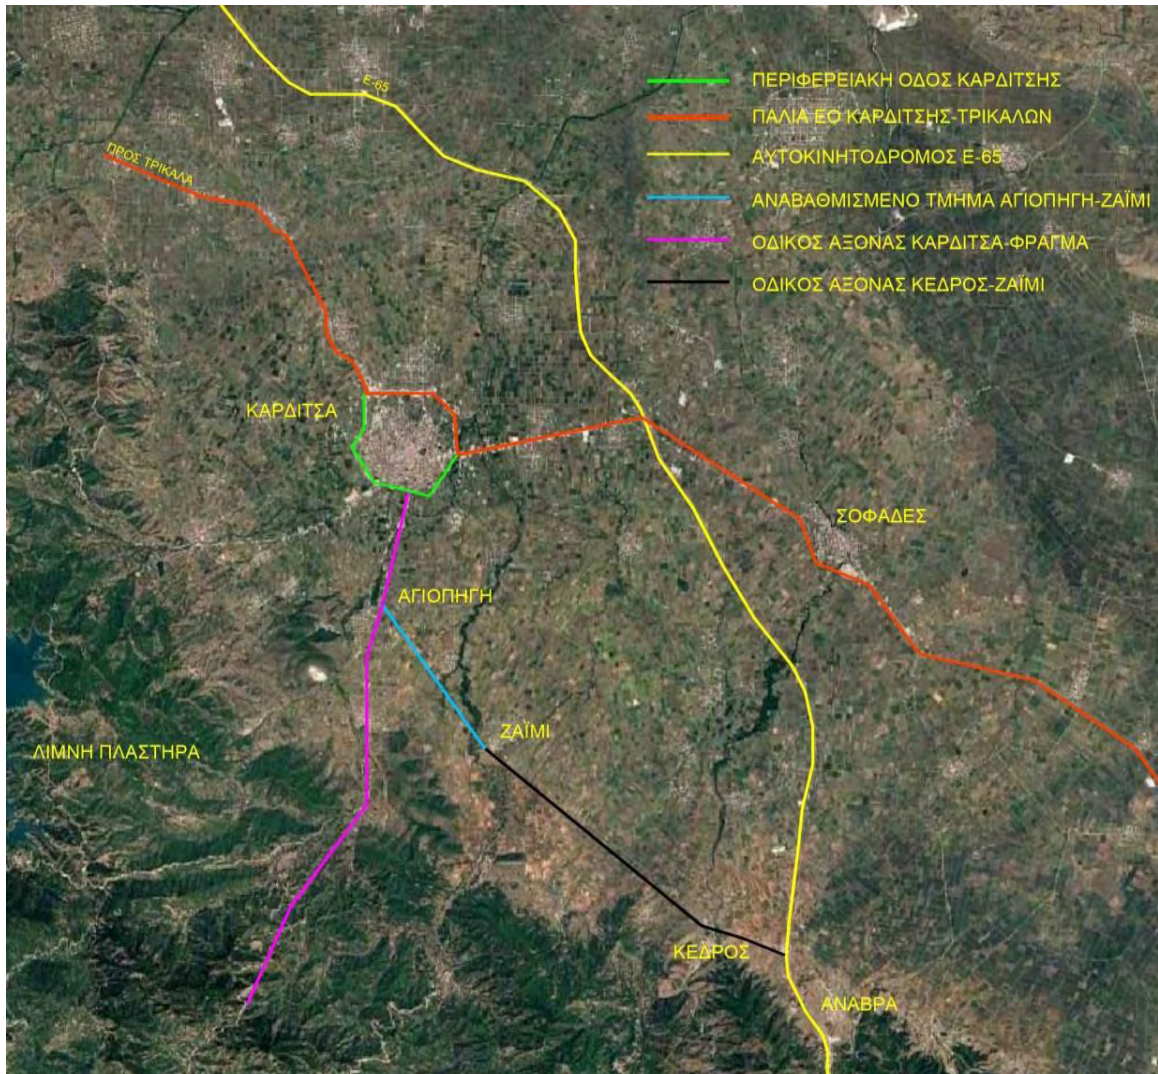 Ε-65
ΠΕΡΙΦΕΡΕΙΑΚΗ ΟΔΟΣ ΚΑΡΔΙΤΣΗΣ
ΠΑΛΙΑ ΕΟ ΚΑΡΔΙΤΣΗΣ-ΤΡΙΚΑΛΩΝ
ΠΡΟΣ ΤΡΙΚΑΛΑ
ΑΥΤΟΚΙΝΗΤΟΔΡΟΜΟΣ Ε-65
ΑΝΑΒΑΘΜΙΣΜΕΝΟ ΤΜΗΜΑ ΑΓΙΟΠΗΓΗ-ΖΑΪΜΙ
ΟΔΙΚΟΣ ΑΞΟΝΑΣ ΚΑΡΔΙΤΣΑ-ΦΡΑΓΜΑ
ΟΔΙΚΟΣ ΑΞΟΝΑΣ ΚΕΔΡΟΣ-ΖΑΪΜΙ
ΚΑΡΔΙΤΣΑ
ΣΟΦΑΔΕΣ
ΑΓΙΟΠΗΓΗ
ΖΑΪΜΙ
ΛΙΜΝΗ ΠΛΑΣΤΗΡΑ
ΚΕΔΡΟΣ
ΑΝΑΒΡΑ